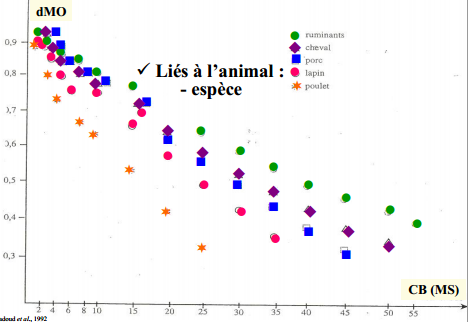 dMO
ruminants
cheval
porc
lapin
poulet
✓ Liés à l'animal :
- espèce
0,9
0,8
0,7
0,6
0,5
0,4
0,3
CB (MS)
2 4 6 8 10 15 20 25 30 35 40 45 50 55
et al., 1992